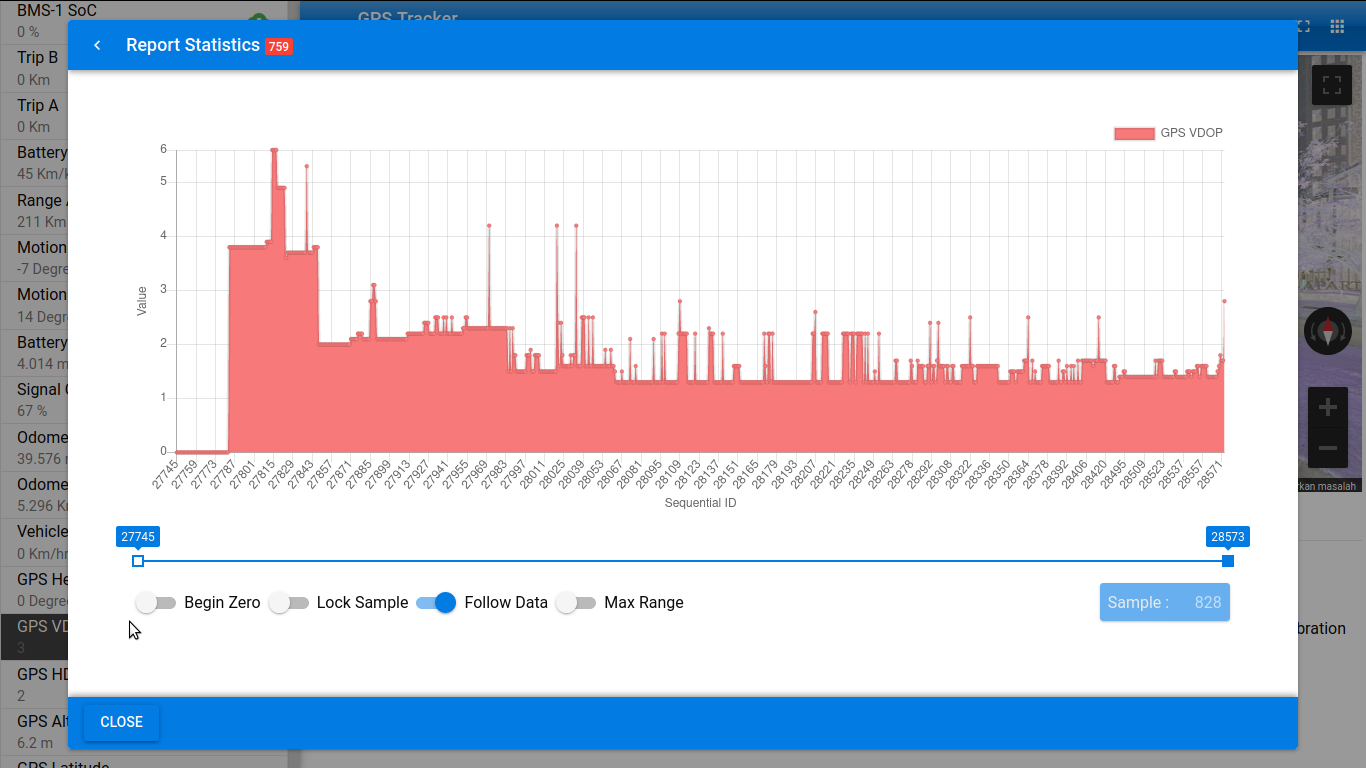 BMS-1 SoC
0 %
Trip B
0 Km
Trip A
0 Km
Battery
45 Km/k
Range
211 Km
Motion
-7 Degre
Motion
14 Degr
Battery
4.014 m
Signal
67 %
Odome
39.576
Odome
5.296 K
Vehicle
0 Km/hr
GPS He
0 Degre
GPS VD
3
GPS HD
2
GPS Alt
6.2 m
GPS Latitude
GPS Tracker
Report Statistics 759
GPS VDOP
6
5
4
3
2
1
0
Value
27745 27759 27773 27787 27801 27815 27829 27843 27857 27871 27885 27899 27913 27927 27941 27955 27969 27983 27997 28011 28025 28039 28053 28067 28081 28095 28109 28123 28137 28151 28165 28179 28193 28207 28221 28235 28249 28263 28278 28292 28308 28322 28336 28350 28364 28378 28392 28406 28420 28495 28509 28523 28537 28557 28571
Sequential ID
27745 28573
Begin Zero Lock Sample Follow Data Max Range Sample : 828
CLOSE
APART
rkan masalah
bration